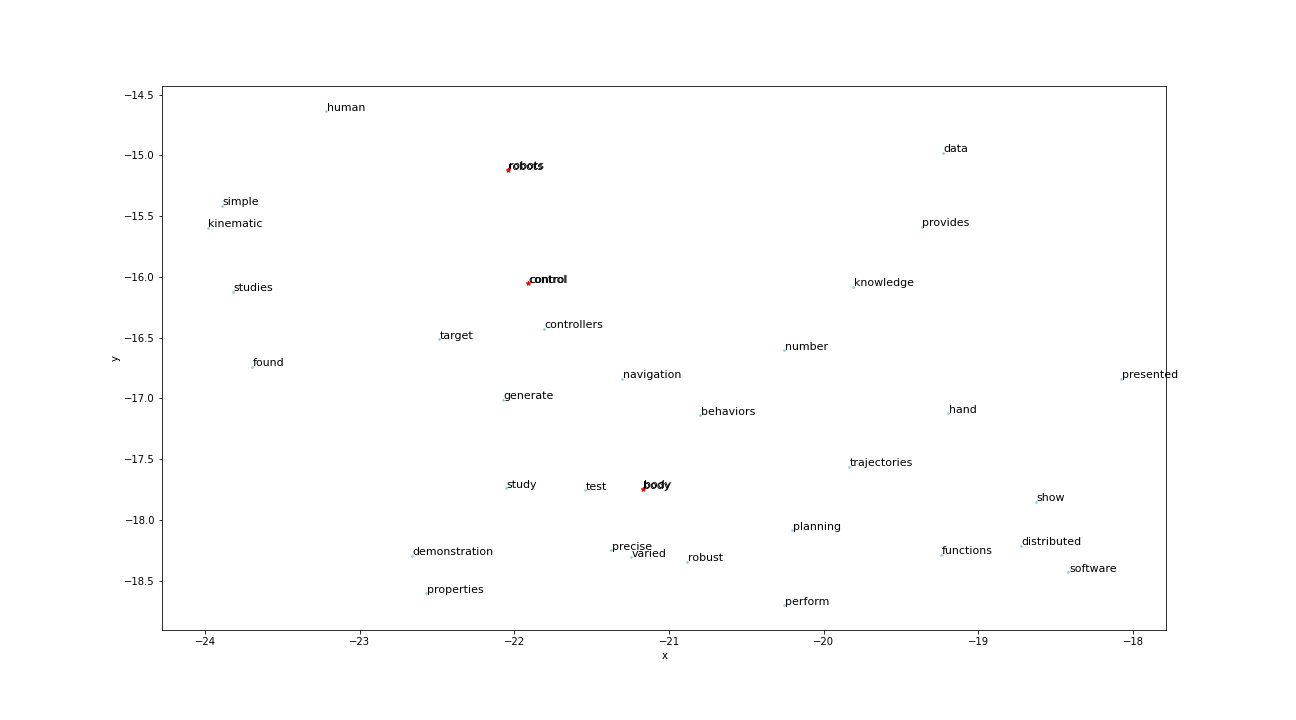 −14.5
human
data
−15.0
robots
simple
−15.5
kinematic
provides
−16.0
control
knowledge
studies
controllers
target
−16.5
number
y
found
navigation
presented
generate
−17.0
behaviors
hand
trajectories
−17.5
study
test
body
show
−18.0
planning
distributed
precise
varied
demonstration
functions
robust
software
−18.5
properties
perform
−24
−23
−22
−21
−20
−19
−18
x